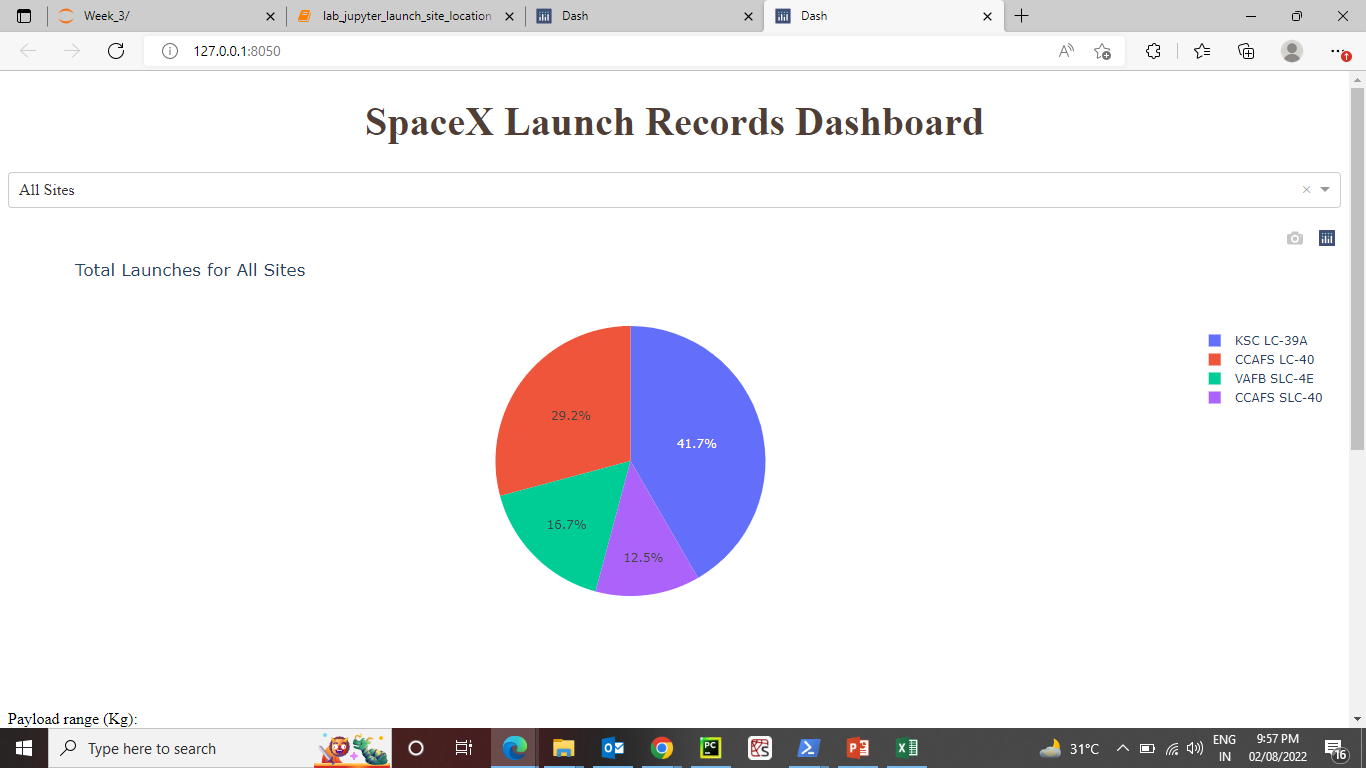 Week_3/
lab_jupyter_launch_site_location
Dash
Dash
127.0.0.1:8050
SpaceX Launch Records Dashboard
All Sites
Total Launches for All Sites
KSC LC-39A
CCAFS LC-40
VAFB SLC-4E
CCAFS SLC-40
29.2%
41.7%
16.7%
12.5%
Payload range (Kg):
Type here to search
31°C
ENG
IN
9:57 PM
02/08/2022
16